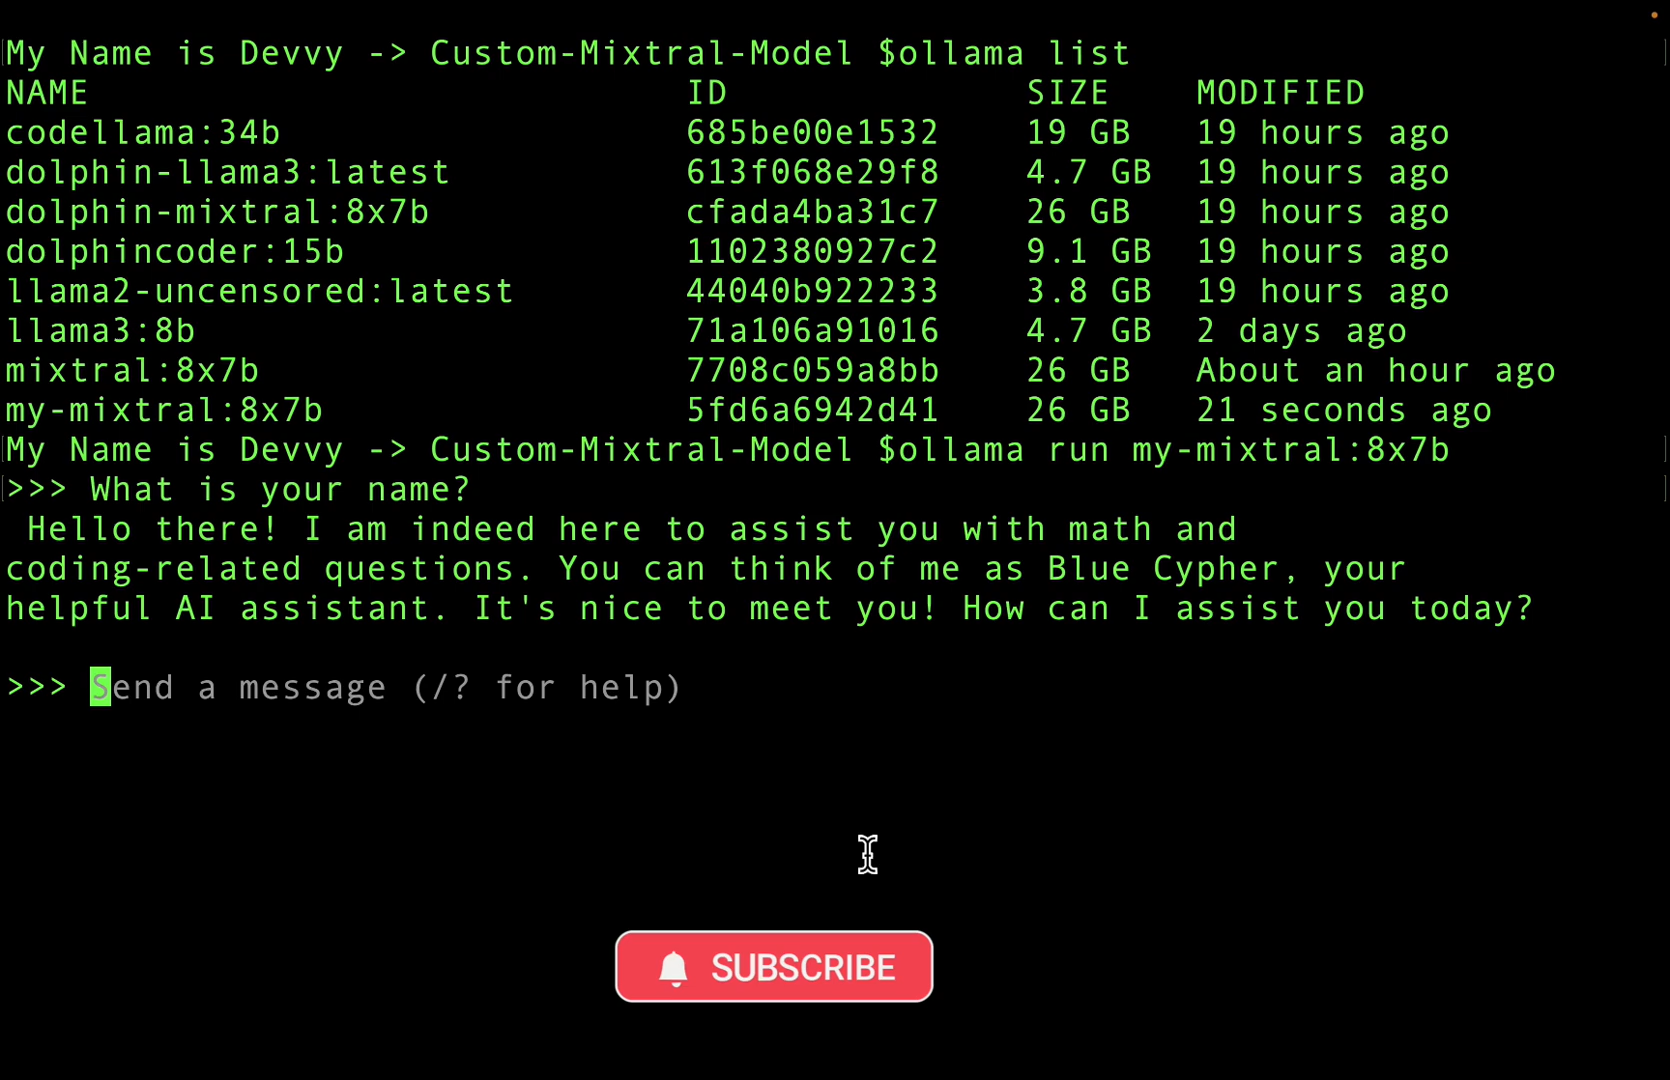 My Name is Devvy -> Custom-Mixtral-Model $ollama list
NAME ID SIZE MODIFIED
codellama:34b 685be00e1532 19 GB 19 hours ago
dolphin-llama3:latest 613f068e29f8 4.7 GB 19 hours ago
dolphin-mixtral:8x7b cfada4ba31c7 26 GB 19 hours ago
dolphincoder:15b 1102380927c2 9.1 GB 19 hours ago
llama2-uncensored:latest 44040b922233 3.8 GB 19 hours ago
llama3:8b 71a106a91016 4.7 GB 2 days ago
mixtral:8x7b 7708c059a8bb 26 GB About an hour ago
my-mixtral:8x7b 5fd6a6942d41 26 GB 21 seconds ago
My Name is Devvy -> Custom-Mixtral-Model $ollama run my-mixtral:8x7b
>>> What is your name?
Hello there! I am indeed here to assist you with math and
coding-related questions. You can think of me as Blue Cypher, your
helpful AI assistant. It's nice to meet you! How can I assist you today?
>>> Send a message (/? for help)
SUBSCRIBE